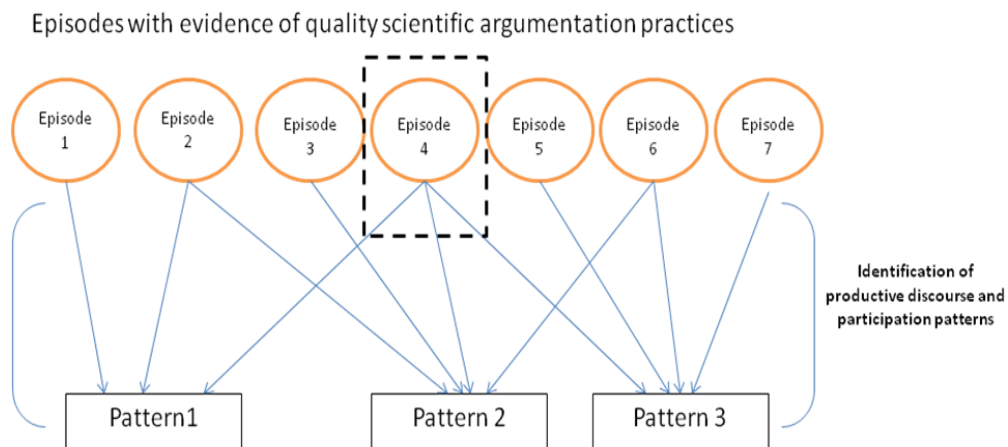 Episodes with evidence of quality scientific argumentation practices
Episode
1
Episode
2
Episode
3
Episode
4
Episode
5
Episode
6
Episode
7
Identification of
productive discourse and
participation patterns
Pattern1
Pattern 2
Pattern 3